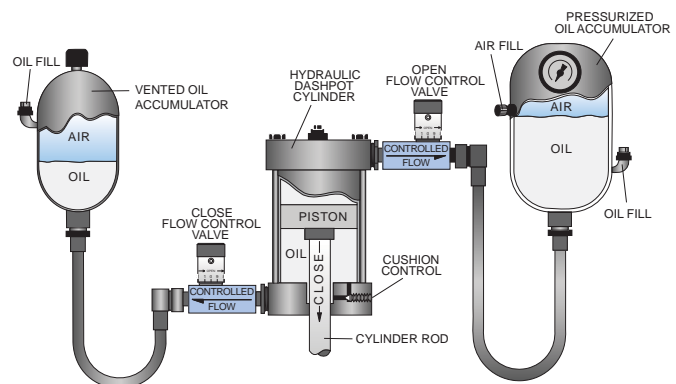 PRESSURIZED
OIL ACCUMULATOR
OIL FILL
VENTED OIL
ACCUMULATOR
AIR
OIL
HYDRAULIC
DASHPOT
CYLINDER
OPEN
FLOW CONTROL
VALVE
AIR FILL
AIR
OIL
OIL FILL
CONTROLLED
FLOW
PISTON
OIL
CLOSE
CLOSE
FLOW CONTROL
VALVE
CONTROLLED
FLOW
CUSHION
CONTROL
CYLINDER ROD